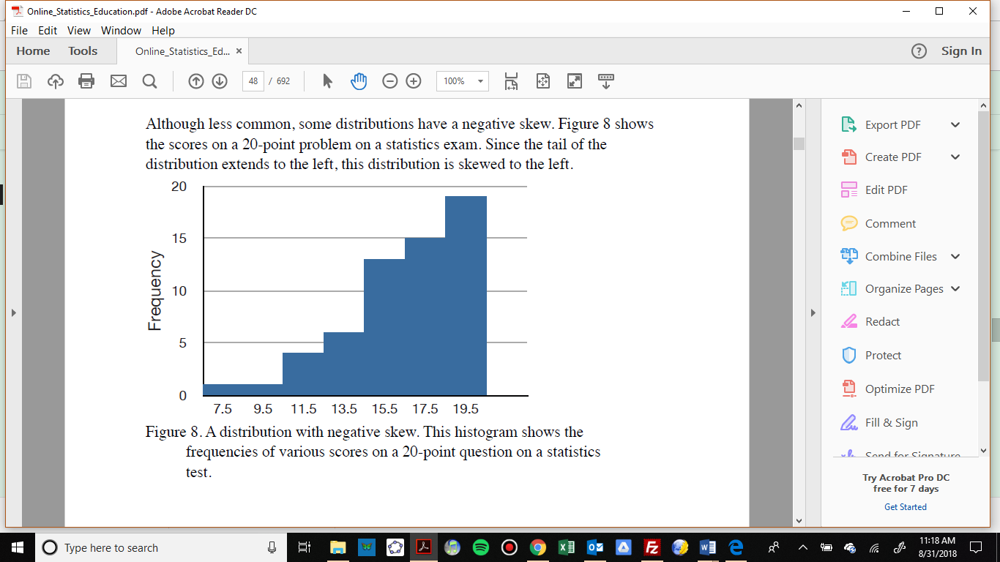 Online_Statistics_Education.pdf - Adobe Acrobat Reader DC
File Edit View Window Help
Home Tools Online_Statistics_Ed... × Sign In
48 / 692 100%
Although less common, some distributions have a negative skew. Figure 8 shows
the scores on a 20-point problem on a statistics exam. Since the tail of the
distribution extends to the left, this distribution is skewed to the left.
20
15
10
5
0
Frequency
7.5 9.5 11.5 13.5 15.5 17.5 19.5
Figure 8. A distribution with negative skew. This histogram shows the
frequencies of various scores on a 20-point question on a statistics
test.
Export PDF
Create PDF
Edit PDF
Comment
Combine Files
Organize Pages
Redact
Protect
Optimize PDF
Fill & Sign
Send for Signature
Try Acrobat Pro DC
free for 7 days
Get Started
Type here to search
11:18 AM
8/31/2018